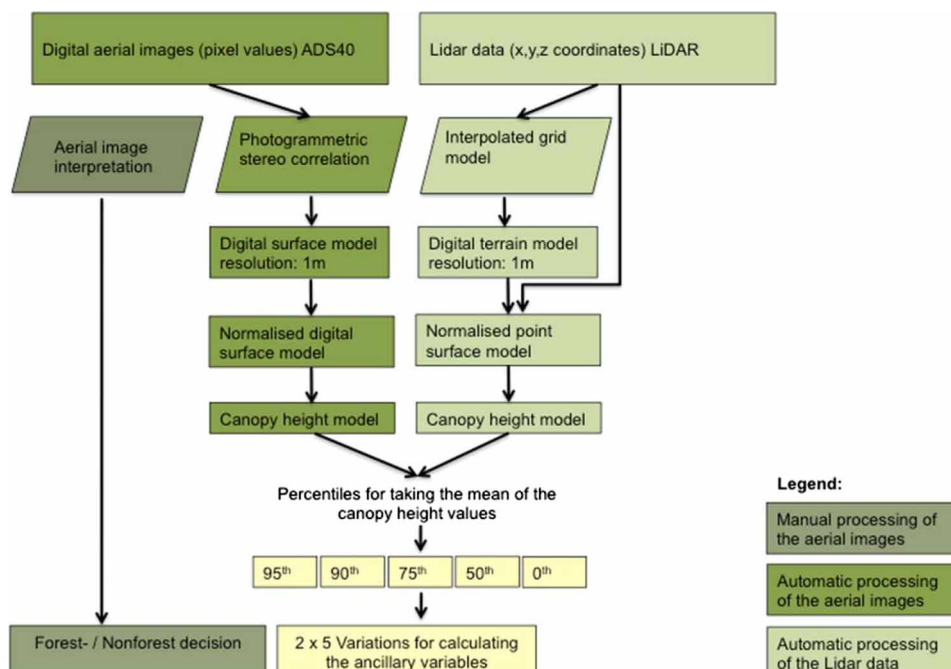 Digital aerial images (pixel values) ADS40
Lidar data (x,y,z coordinates) LiDAR
Aerial image
interpretation
Photogrammetric
stereo correlation
Interpolated grid
model
Digital surface model
resolution: 1m
Digital terrain model
resolution: 1m
Normalised digital
surface model
Normalised point
surface model
Canopy height model
Canopy height model
Percentiles for taking the mean of the
canopy height values
95th
90th
75th
50th
0th
Forest- / Nonforest decision
2 x 5 Variations for calculating
the ancillary variables
Legend:
Manual processing of
the aerial images
Automatic processing
of the aerial images
Automatic processing
of the Lidar data